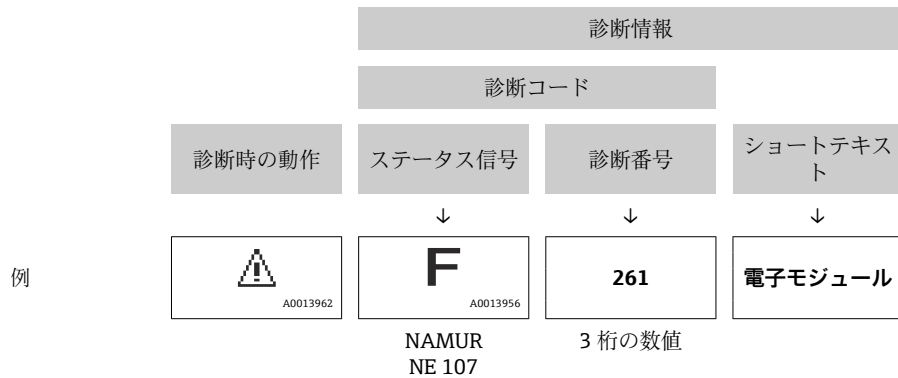 診断情報
診断コード
診断時の動作
ステータス信号
診断番号
ショートテキス
ト
↓
↓
↓
例
A0013962
F
A0013956
261
電子モジュール
NAMUR
NE 107
3 桁の数値